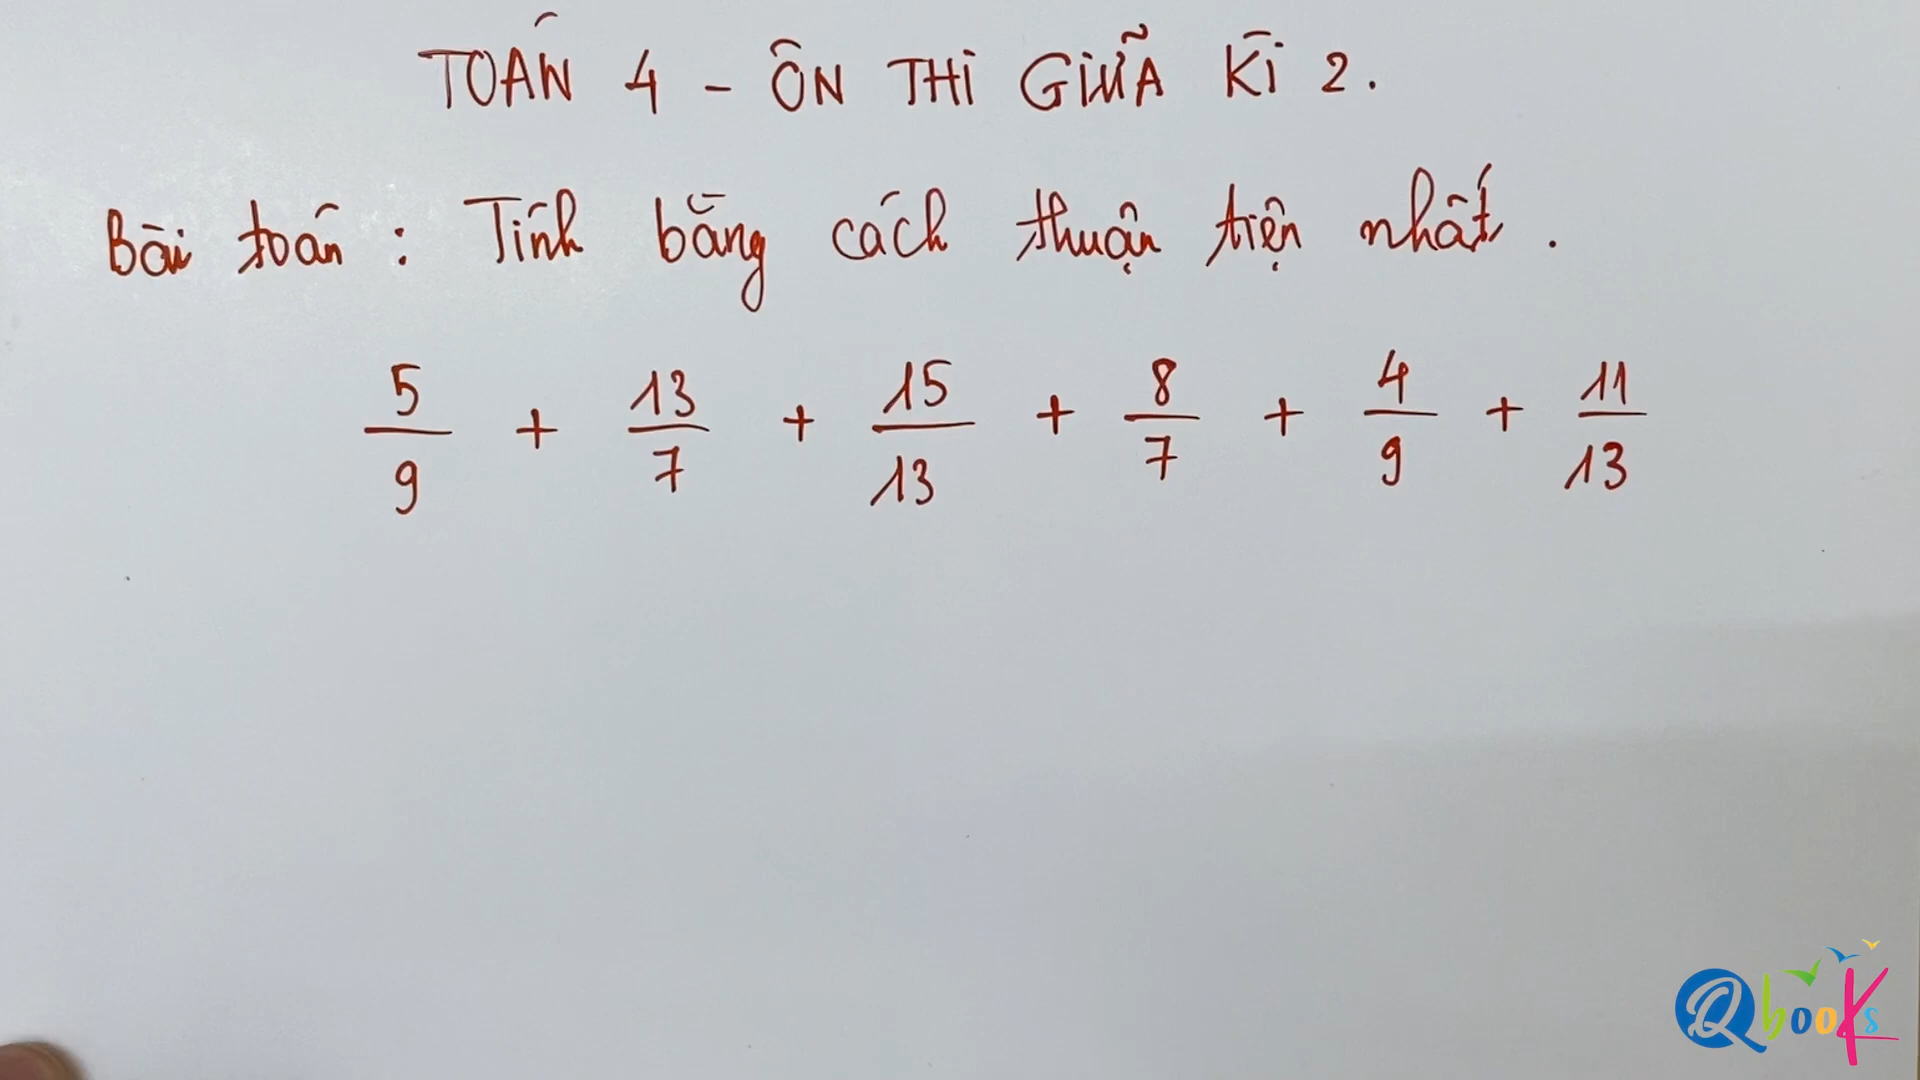 TOÁN 4 - ÔN THI GIỮA KÌ 2.
Bài toán : Tính bằng cách thuận tiện nhất .
5/9 + 13/7 + 15/13 + 8/7 + 4/9 + 11/13
Qbooks